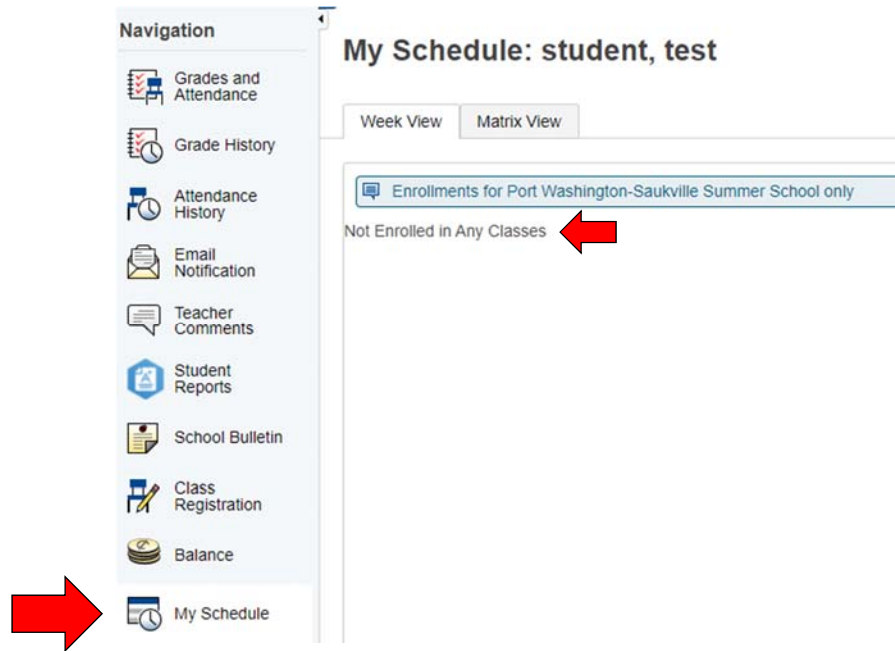 Navigation
Grades and
Attendance
Grade History
Attendance
History
Email
Notification
Teacher
Comments
Student
Reports
School Bulletin
Class
Registration
Balance
My Schedule
My Schedule: student, test
Week View
Matrix View
Enrollments for Port Washington-Saukville Summer School only
Not Enrolled in Any Classes